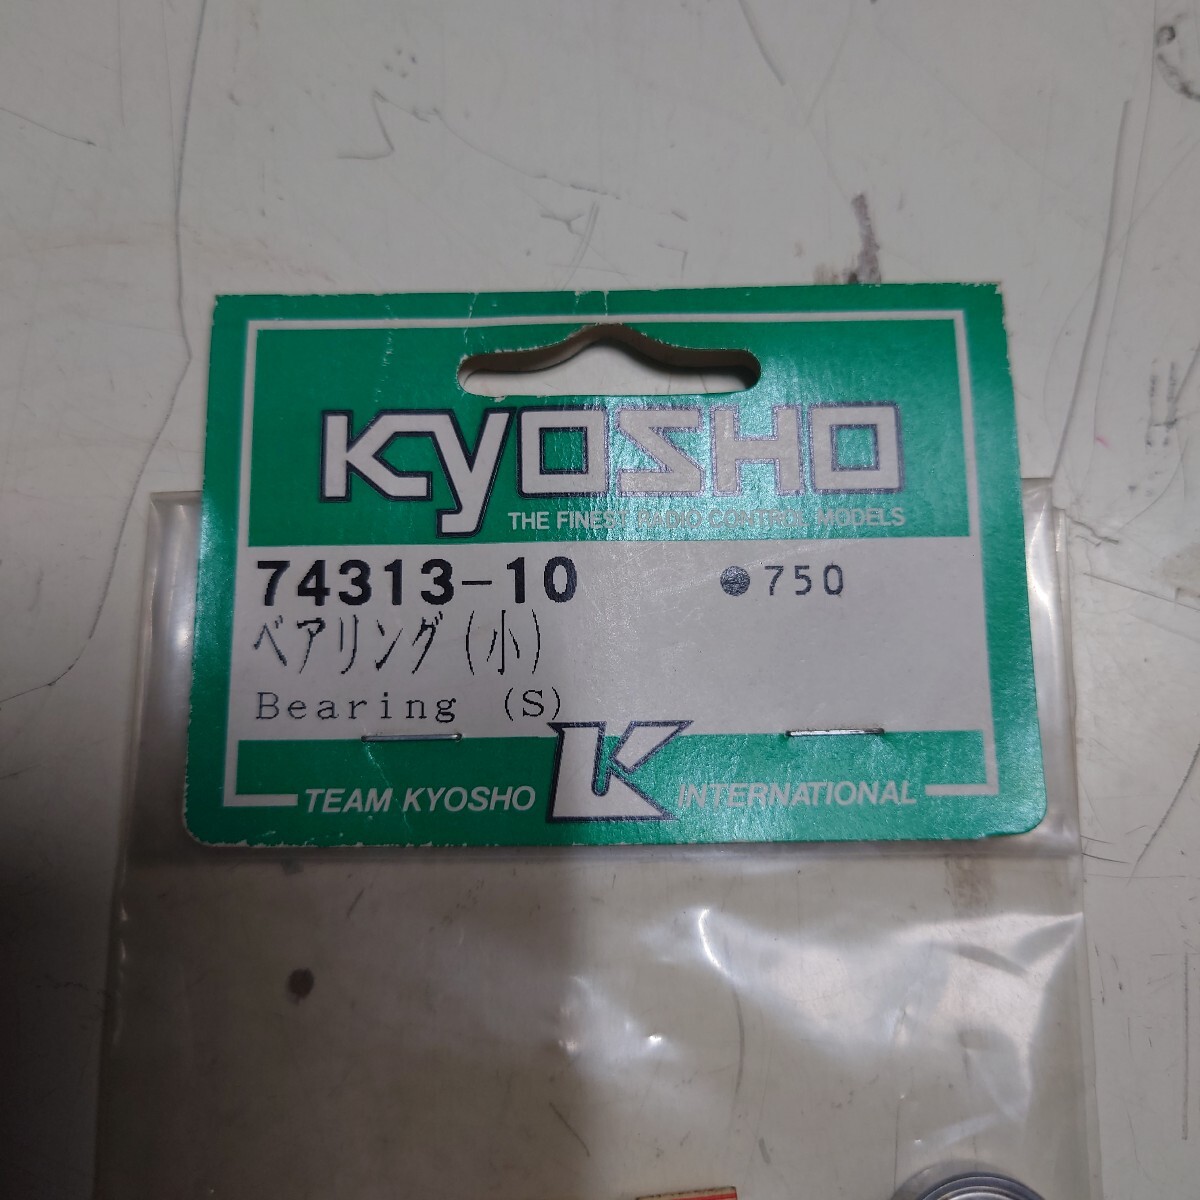 KYOSHO
THE FINEST RADIO CONTROL MODELS
74313-10 ●750
ベアリング(小)
Bearing (S)
TEAM KYOSHO K INTERNATIONAL